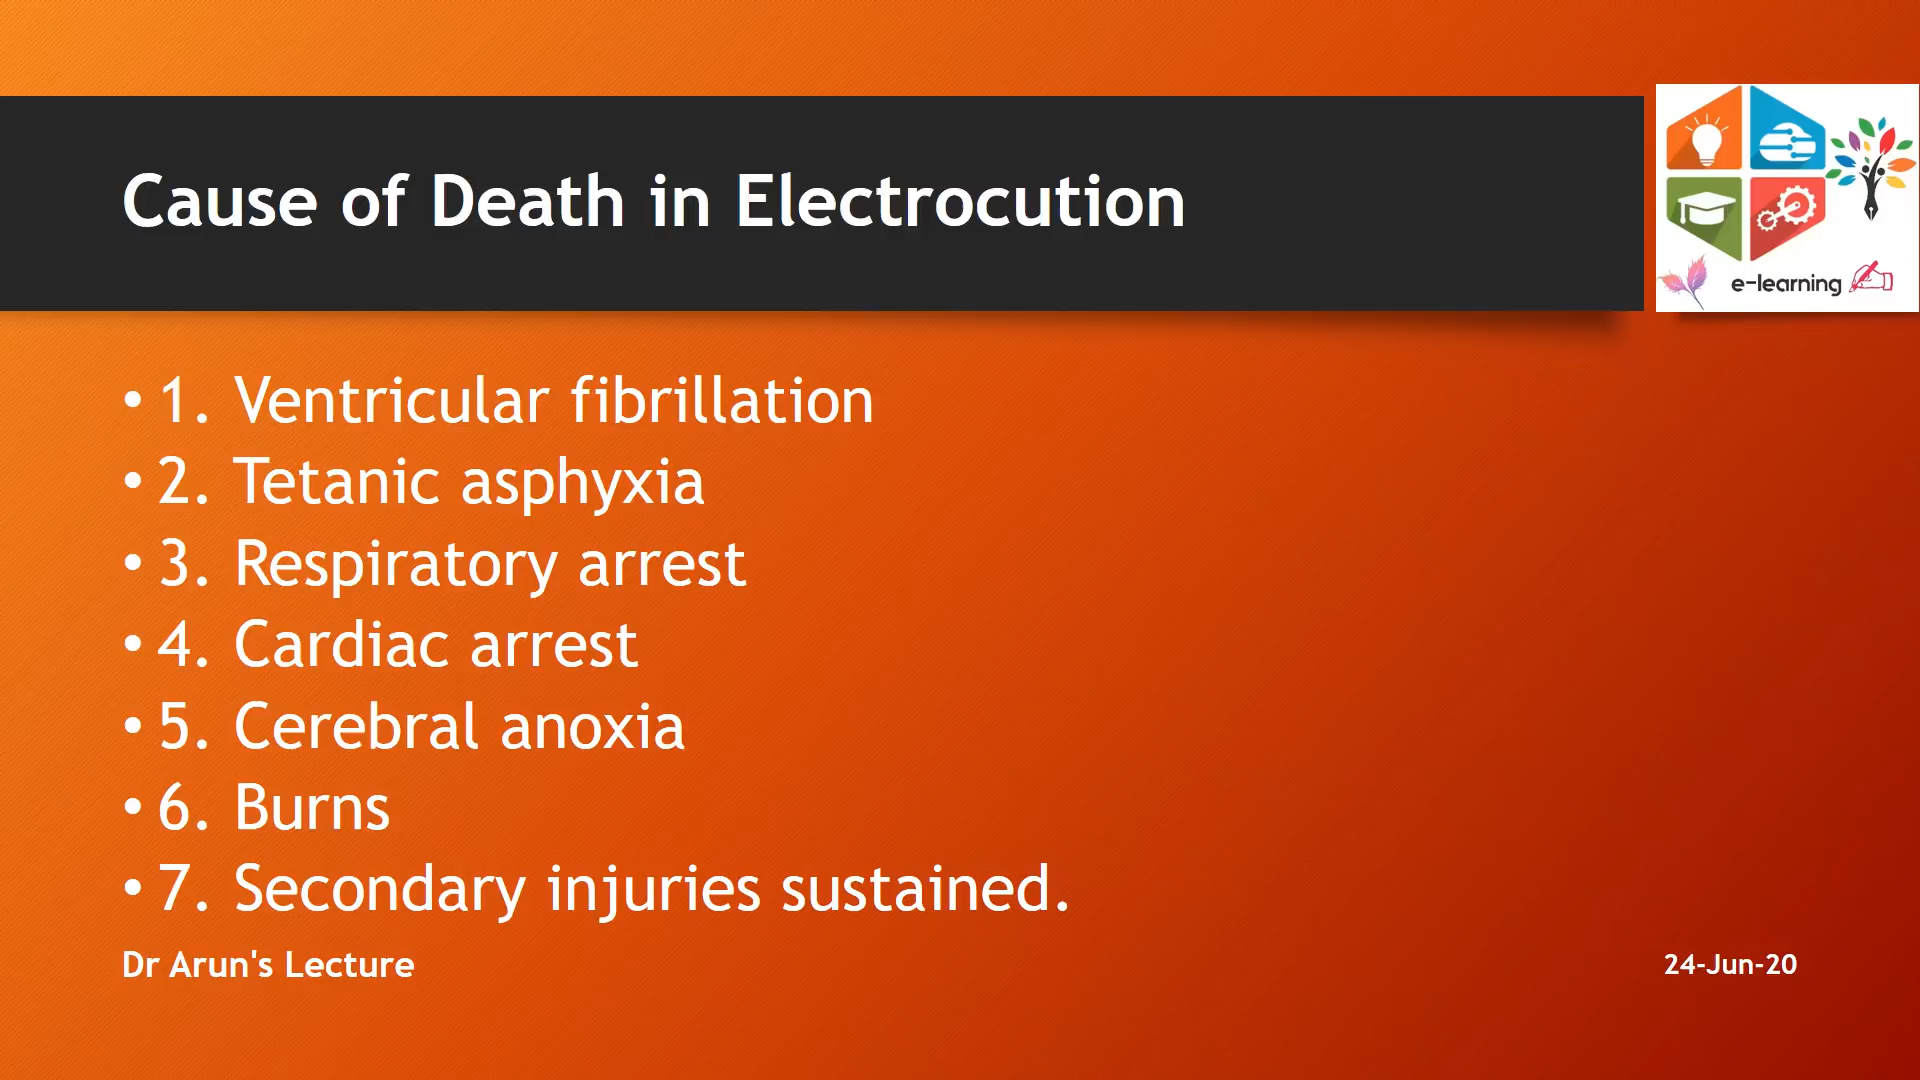 Cause of Death in Electrocution
e-learning
• 1. Ventricular fibrillation
• 2. Tetanic asphyxia
• 3. Respiratory arrest
• 4. Cardiac arrest
• 5. Cerebral anoxia
• 6. Burns
• 7. Secondary injuries sustained.
Dr Arun's Lecture
24-Jun-20